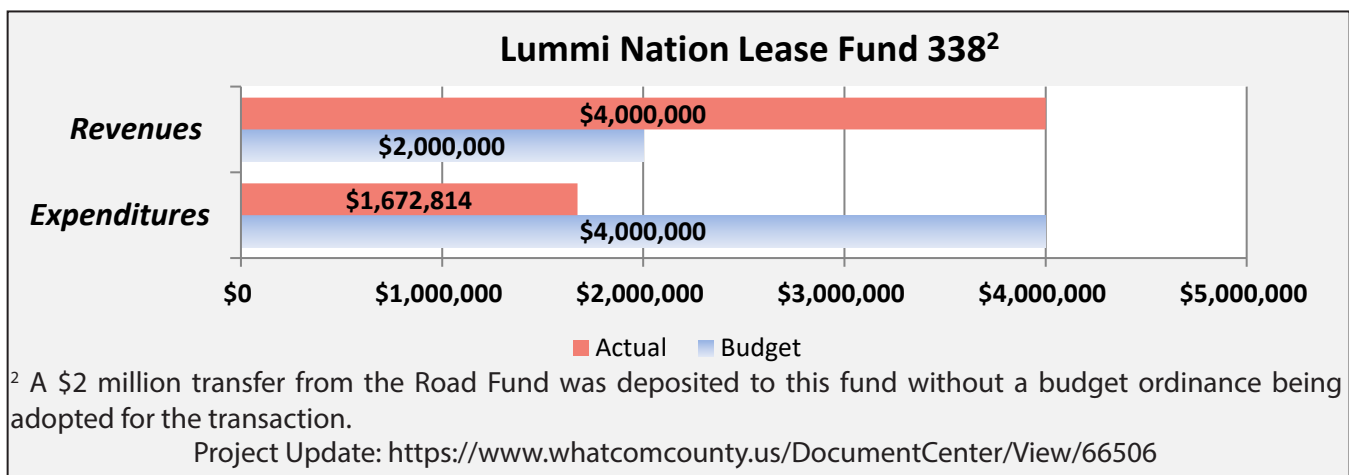 Lummi Nation Lease Fund 338²
Revenues
$4,000,000
$2,000,000
Expenditures
$1,672,814
$4,000,000
$0 $1,000,000 $2,000,000 $3,000,000 $4,000,000 $5,000,000
Actual Budget
² A $2 million transfer from the Road Fund was deposited to this fund without a budget ordinance being
adopted for the transaction.
Project Update: https://www.whatcomcounty.us/DocumentCenter/View/66506